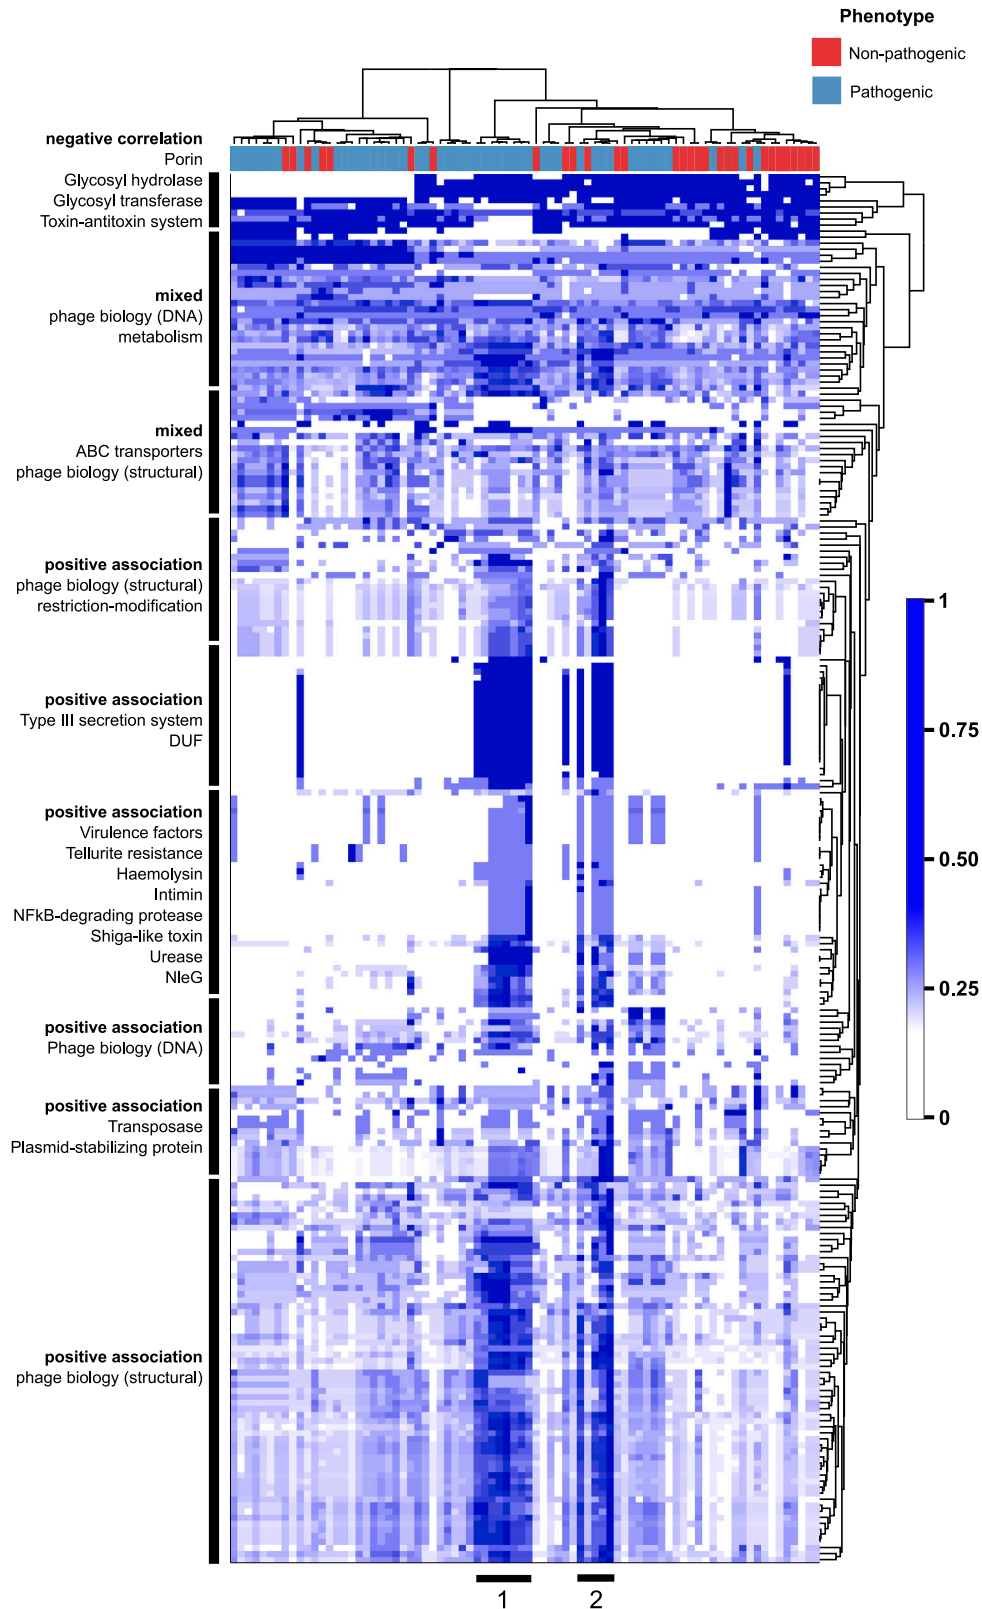 Phenotype
Non-pathogenic
Pathogenic
negative correlation
Porin
Glycosyl hydrolase
Glycosyl transferase
Toxin-antitoxin system
mixed
phage biology (DNA)
metabolism
mixed
ABC transporters
phage biology (structural)
positive association
phage biology (structural)
restriction-modification
positive association
Type III secretion system
DUF
positive association
Virulence factors
Tellurite resistance
Haemolysin
Intimin
NFkB-degrading protease
Shiga-like toxin
Urease
NleG
positive association
Phage biology (DNA)
positive association
Transposase
Plasmid-stabilizing protein
positive association
phage biology (structural)
1
0.75
0.50
0.25
0
1
2